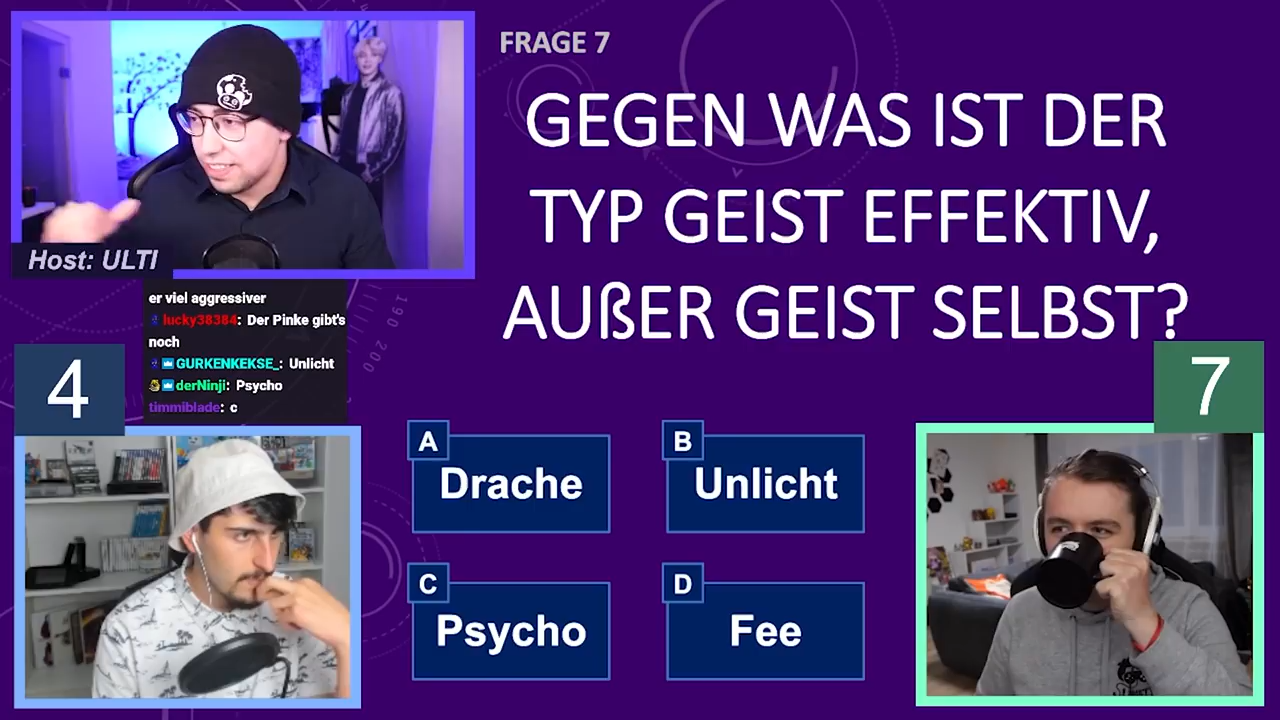 FRAGE 7
GEGEN WAS IST DER
TYP GEIST EFFEKTIV,
AUßER GEIST SELBST?
Host: ULTI
er viel aggressiver
lucky38384: Der Pinke gibt's
noch
GURKENKEKSE_: Unlicht
derNinji: Psycho
timmiblade: c
4
7
A
Drache
B
Unlicht
C
Psycho
D
Fee